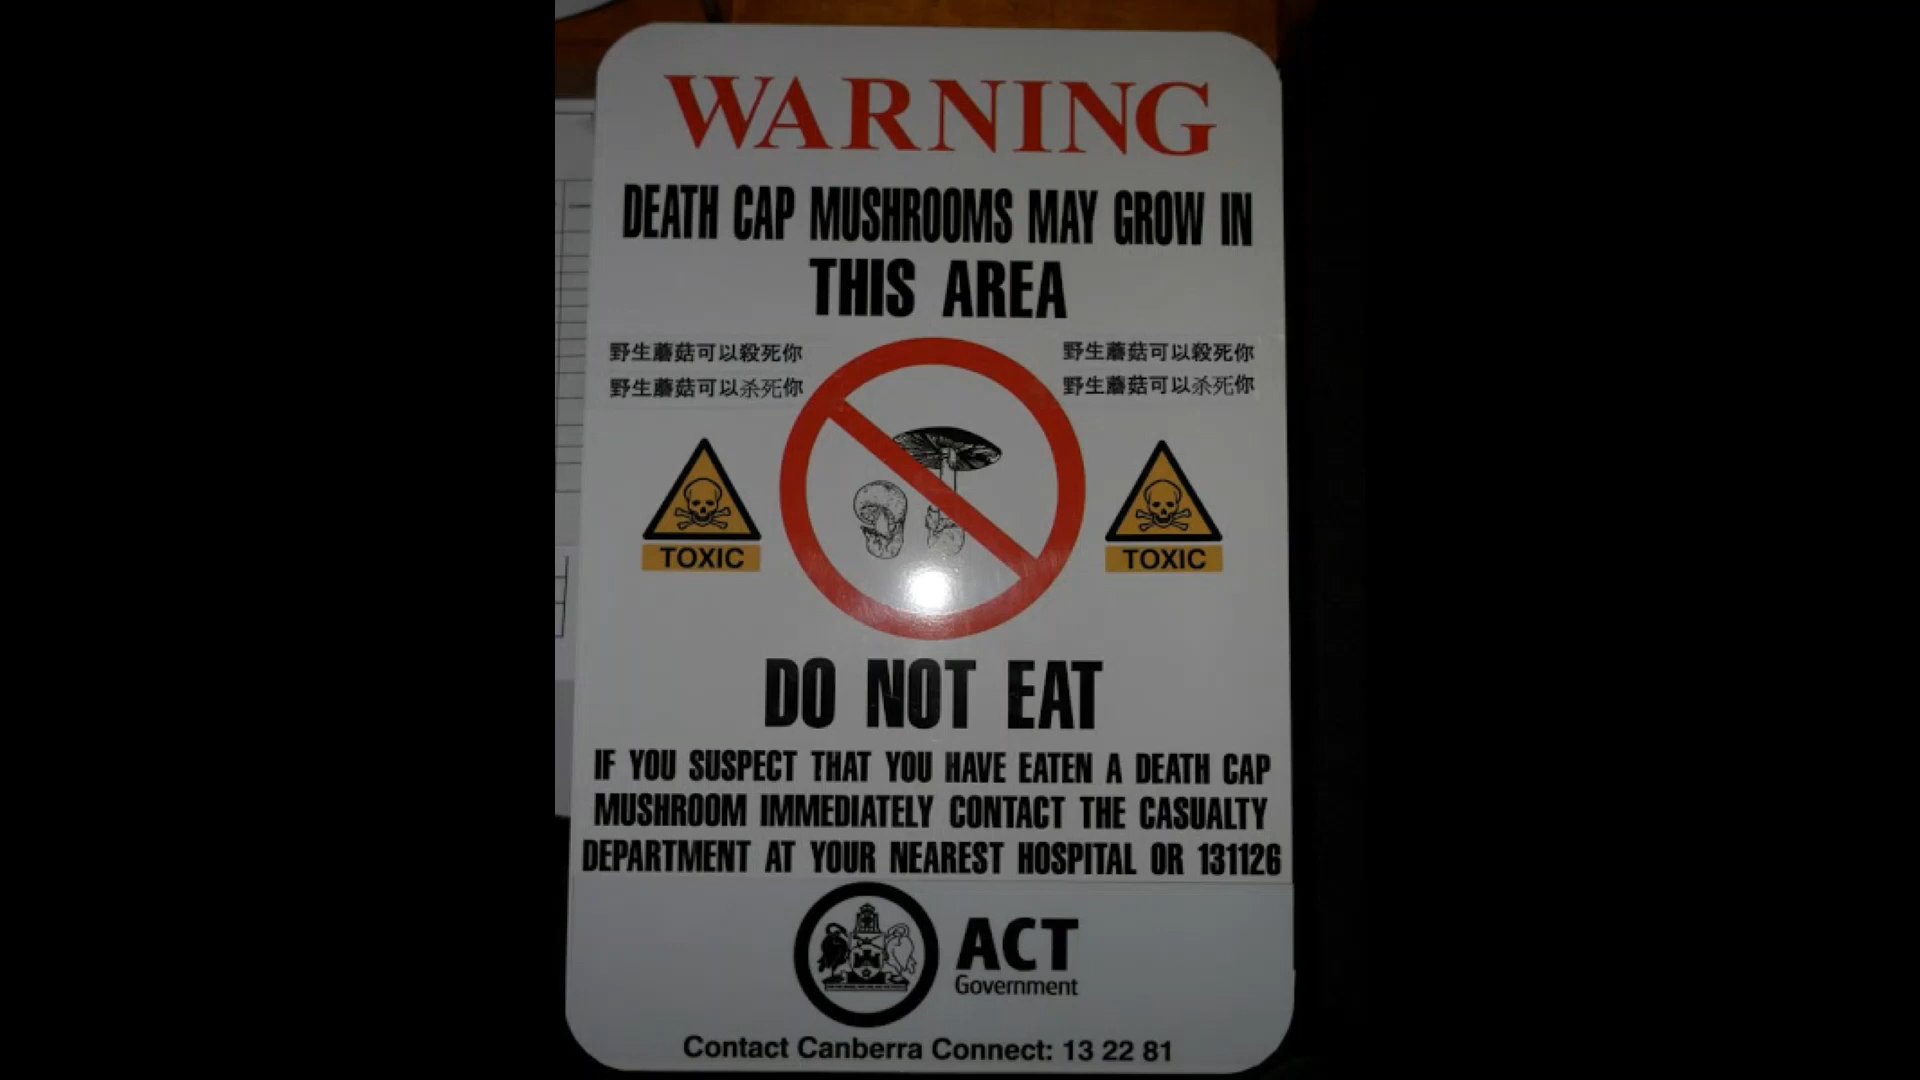 WARNING
DEATH CAP MUSHROOMS MAY GROW IN
THIS AREA
野生蘑菇可以殺死你
野生蘑菇可以杀死你
野生蘑菇可以殺死你
野生蘑菇可以杀死你
TOXIC
TOXIC
DO NOT EAT
IF YOU SUSPECT THAT YOU HAVE EATEN A DEATH CAP
MUSHROOM IMMEDIATELY CONTACT THE CASUALTY
DEPARTMENT AT YOUR NEAREST HOSPITAL OR 131126
ACT
Government
Contact Canberra Connect: 13 22 81